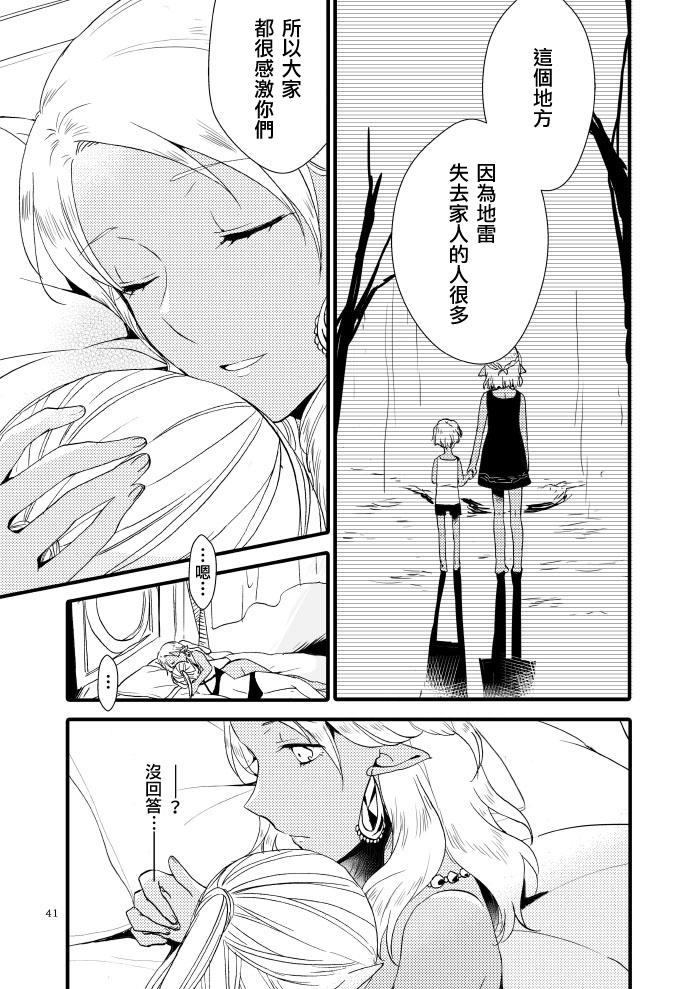 這個地方
因為地雷
失去家人的人很多
所以大家
都很感激你們
…嗯…
…
——？
沒回答…
41